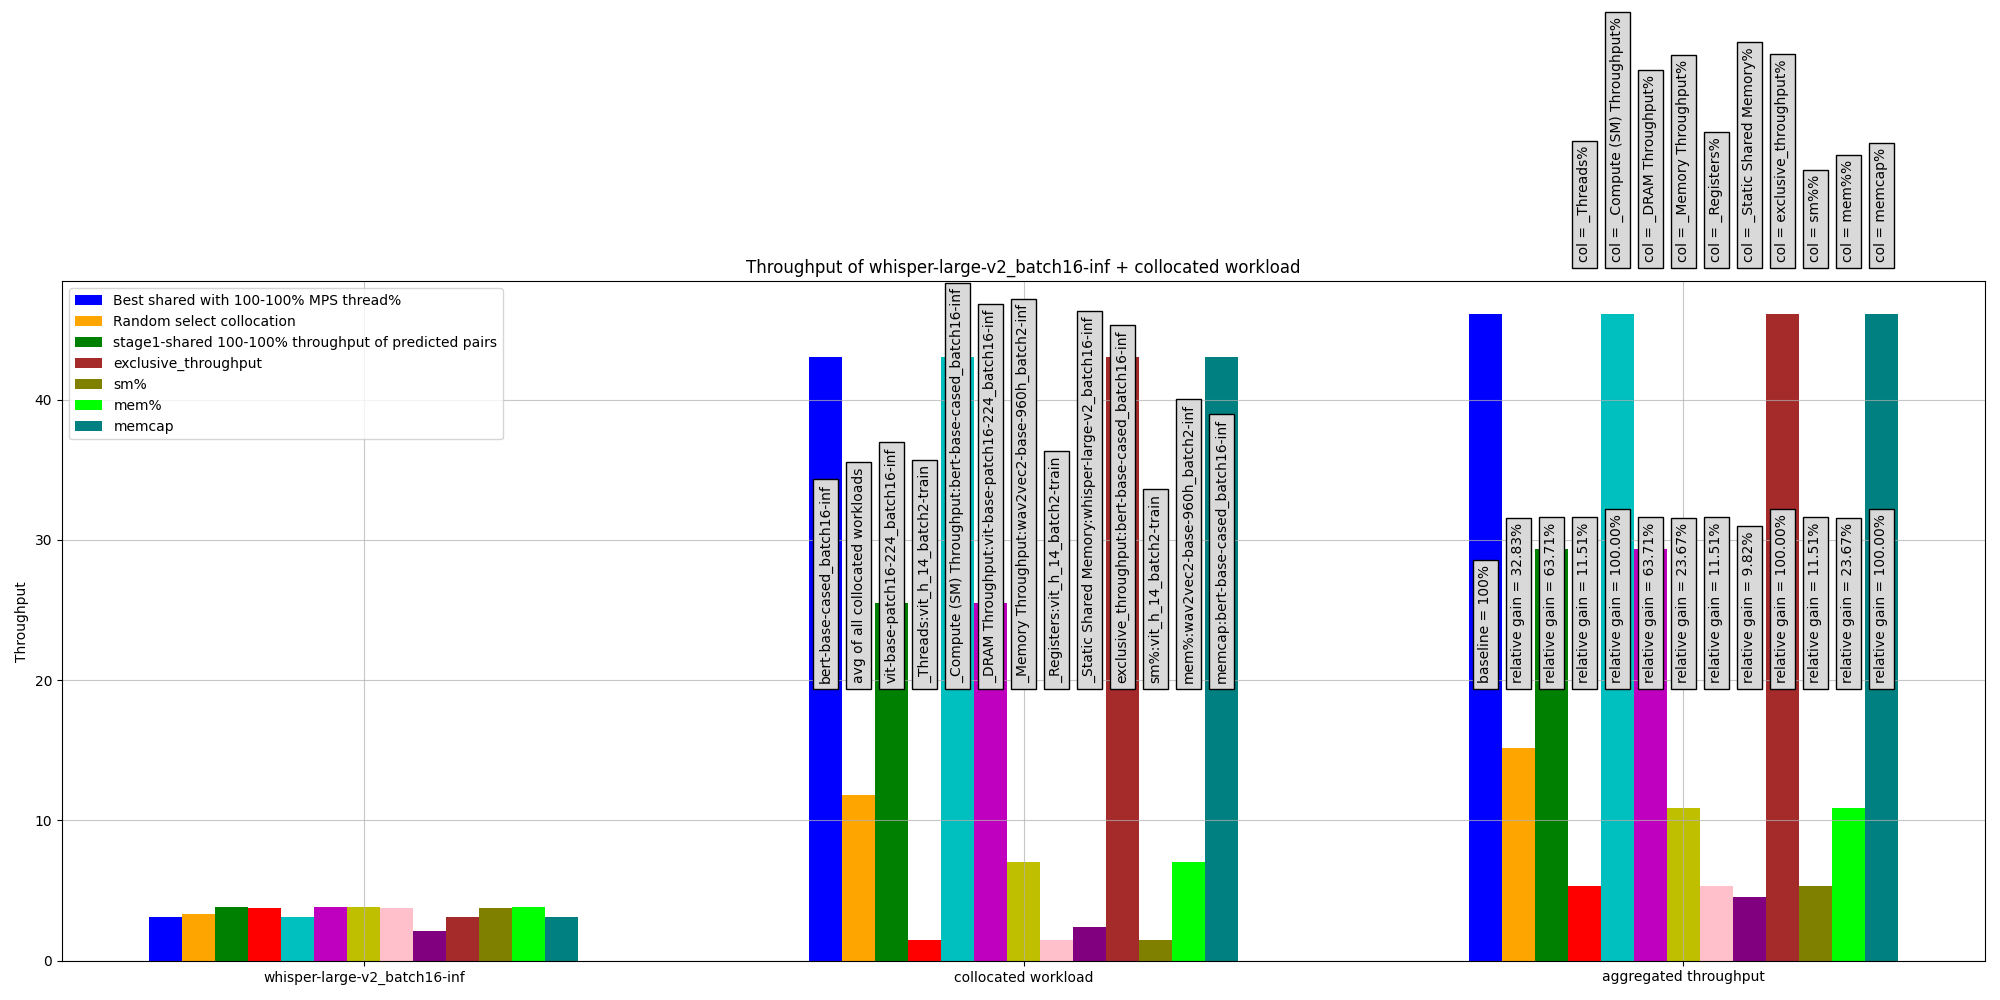 col = _Threads%
col = _Compute (SM) Throughput%
col = _DRAM Throughput%
col = _Memory Throughput%
col = _Registers%
col = _Static Shared Memory%
col = exclusive_throughput%
col = sm%%
col = mem%%
col = memcap%
Throughput of whisper-large-v2_batch16-inf + collocated workload
Best shared with 100-100% MPS thread%
Random select collocation
stage1-shared 100-100% throughput of predicted pairs
exclusive_throughput
sm%
mem%
memcap
Throughput
40
30
20
10
0
bert-base-cased_batch16-inf
avg of all collocated workloads
vit-base-patch16-224_batch16-inf
_Threads:vit_h_14_batch2-train
_Compute (SM) Throughput:bert-base-cased_batch16-inf
_DRAM Throughput:vit-base-patch16-224_batch16-inf
_Memory Throughput:wav2vec2-base-960h_batch2-inf
_Registers:vit_h_14_batch2-train
_Static Shared Memory:whisper-large-v2_batch16-inf
exclusive_throughput:bert-base-cased_batch16-inf
sm%:vit_h_14_batch2-train
mem%:wav2vec2-base-960h_batch2-inf
memcap:bert-base-cased_batch16-inf
baseline = 100%
relative gain = 32.83%
relative gain = 63.71%
relative gain = 11.51%
relative gain = 100.00%
relative gain = 63.71%
relative gain = 23.67%
relative gain = 11.51%
relative gain = 9.82%
relative gain = 100.00%
relative gain = 11.51%
relative gain = 23.67%
relative gain = 100.00%
whisper-large-v2_batch16-inf
collocated workload
aggregated throughput